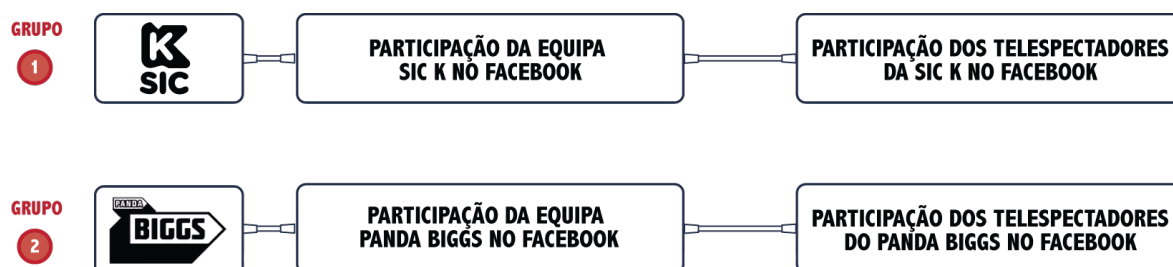 GRUPO
1
K
SIC
PARTICIPAÇÃO DA EQUIPA
SIC K NO FACEBOOK
PARTICIPAÇÃO DOS TELESPECTADORES
DA SIC K NO FACEBOOK
GRUPO
2
PANDA
BIGGS
PARTICIPAÇÃO DA EQUIPA
PANDA BIGGS NO FACEBOOK
PARTICIPAÇÃO DOS TELESPECTADORES
DO PANDA BIGGS NO FACEBOOK